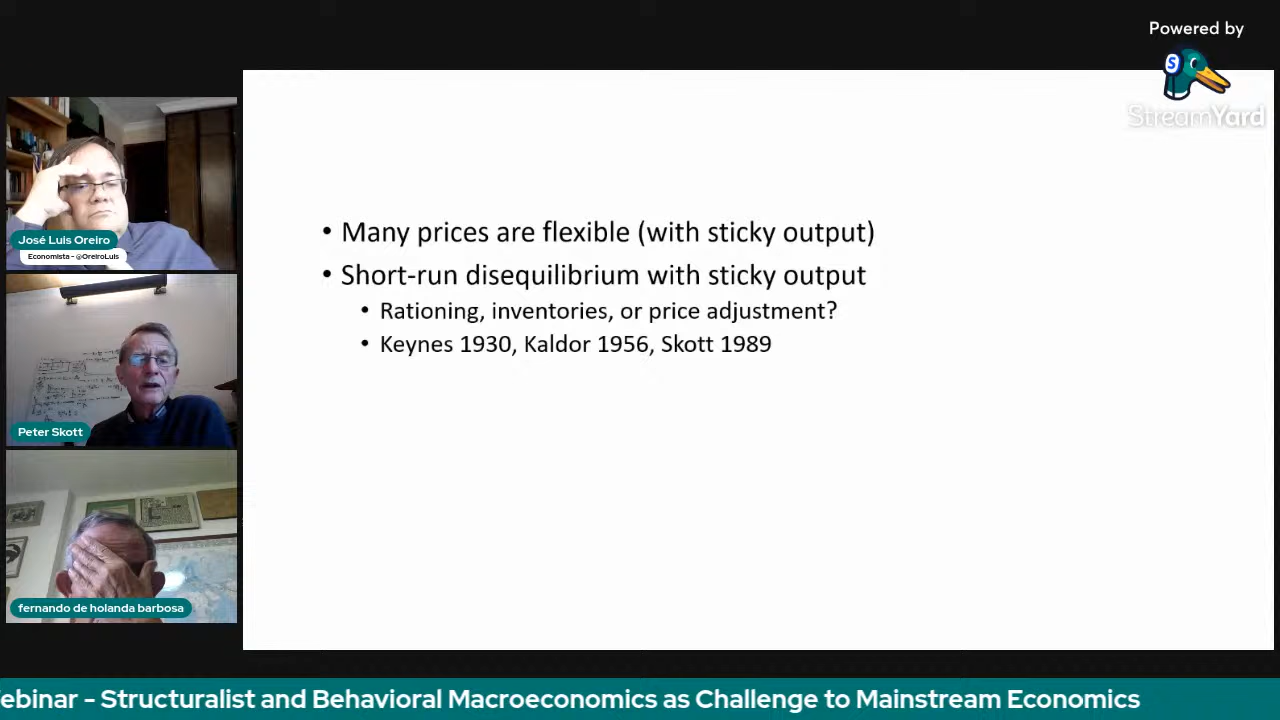 Powered by
StreamYard
José Luis Oreiro
Economista - @OreiroLuis
Peter Skott
fernando de holanda barbosa
• Many prices are flexible (with sticky output)
• Short-run disequilibrium with sticky output
• Rationing, inventories, or price adjustment?
• Keynes 1930, Kaldor 1956, Skott 1989
ebinar - Structuralist and Behavioral Macroeconomics as Challenge to Mainstream Economics